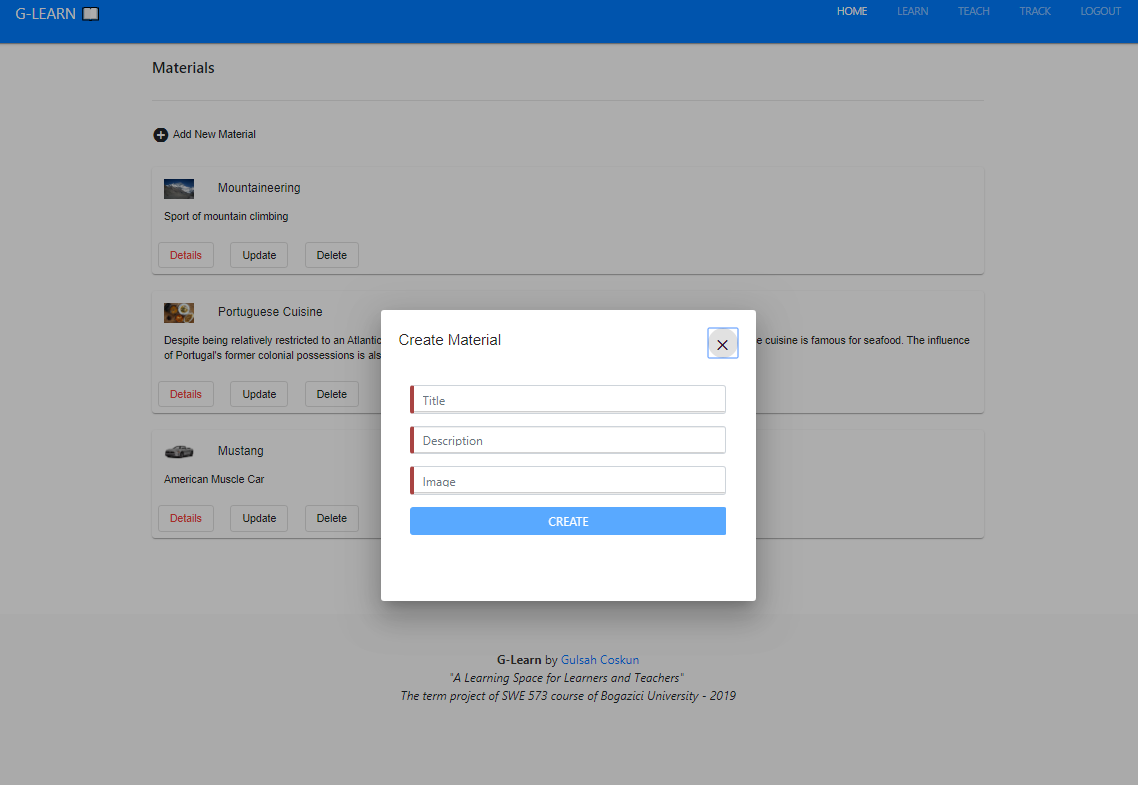 G-LEARN
HOME LEARN TEACH TRACK LOGOUT
Materials
Add New Material
Mountaineering
Sport of mountain climbing
Details Update Delete
Portuguese Cuisine
Despite being relatively restricted to an Atlantic
e cuisine is famous for seafood. The influence
of Portugal's former colonial possessions is als
Details Update Delete
Mustang
American Muscle Car
Details Update Delete
Create Material
Title
Description
Image
CREATE
G-Learn by Gulsah Coskun
"A Learning Space for Learners and Teachers"
The term project of SWE 573 course of Bogazici University - 2019